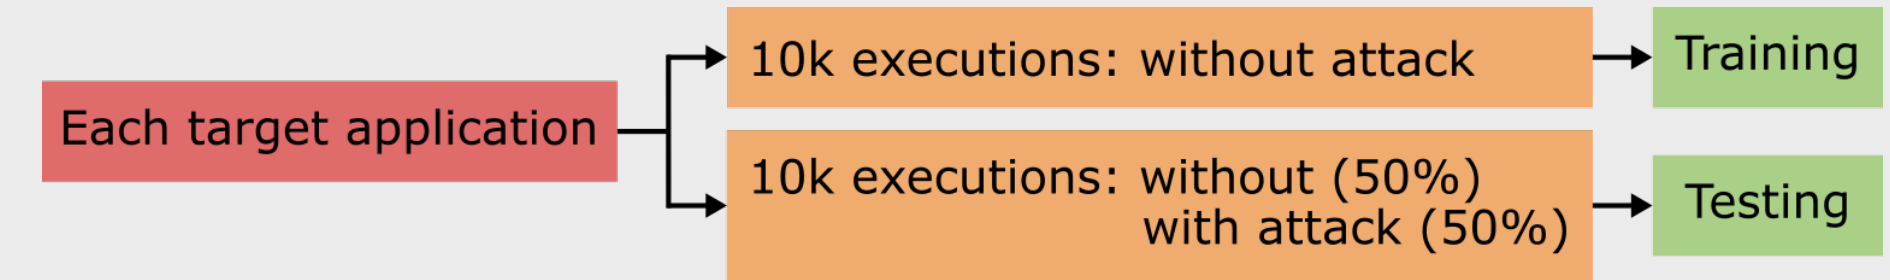 Each target application
10k executions: without attack
Training
10k executions: without (50%)
with attack (50%)
Testing